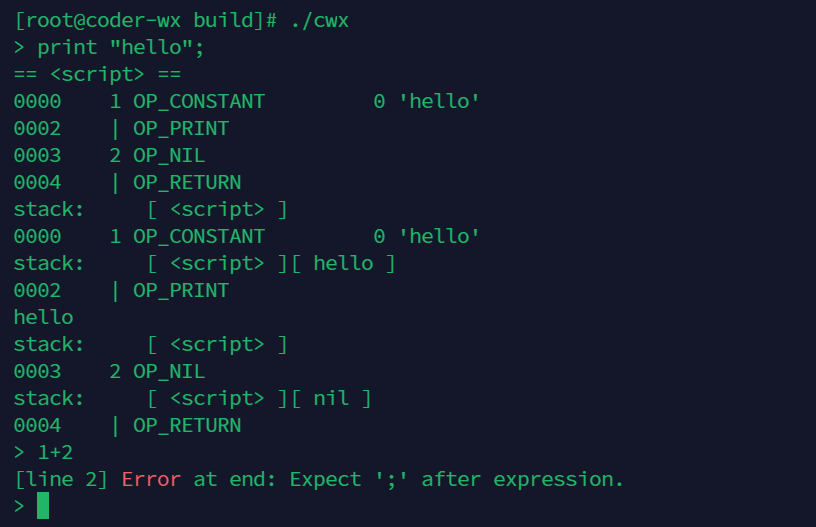 [root@coder-wx build]# ./cwx
> print "hello";
== <script> ==
0000    1 OP_CONSTANT         0 'hello'
0002    | OP_PRINT
0003    2 OP_NIL
0004    | OP_RETURN
stack:     [ <script> ]
0000    1 OP_CONSTANT         0 'hello'
stack:     [ <script> ][ hello ]
0002    | OP_PRINT
hello
stack:     [ <script> ]
0003    2 OP_NIL
stack:     [ <script> ][ nil ]
0004    | OP_RETURN
> 1+2
[line 2] Error at end: Expect ';' after expression.
>